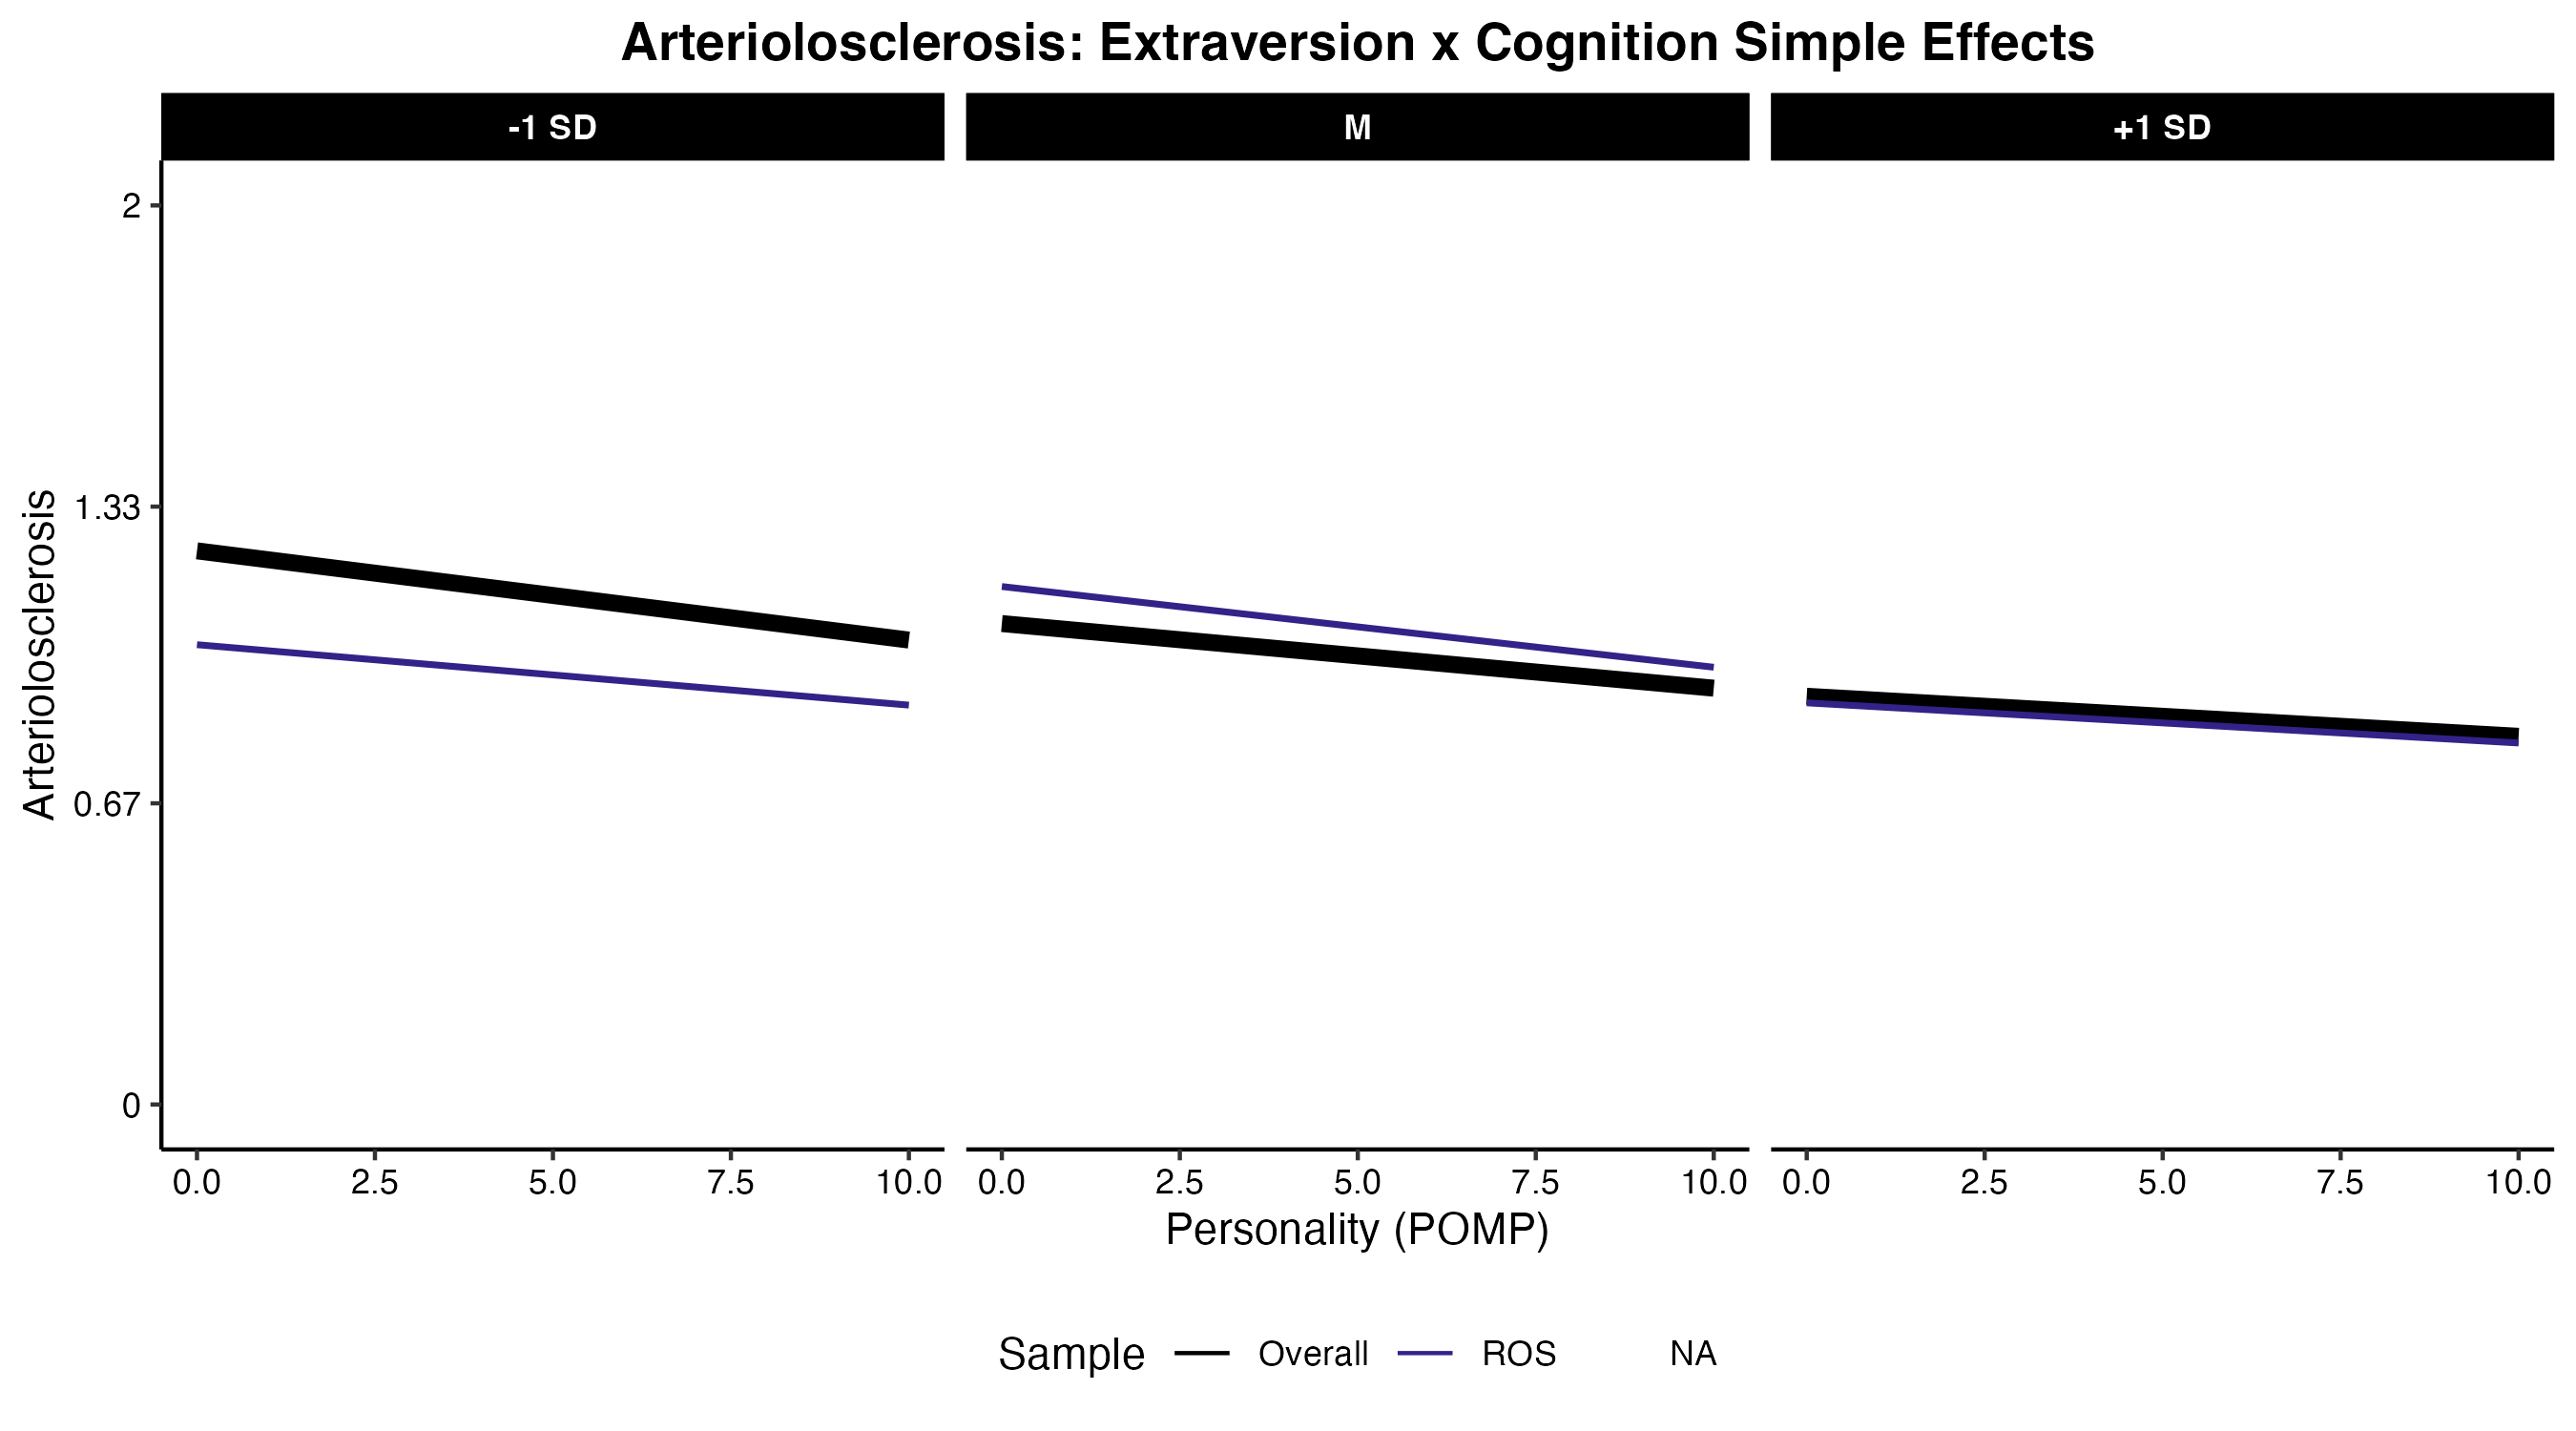 Arteriolosclerosis: Extraversion x Cognition Simple Effects
-1 SD
M
+1 SD
Arteriolosclerosis
2
1.33
0.67
0
0.0 2.5 5.0 7.5 10.0
0.0 2.5 5.0 7.5 10.0
0.0 2.5 5.0 7.5 10.0
Personality (POMP)
Sample Overall ROS NA